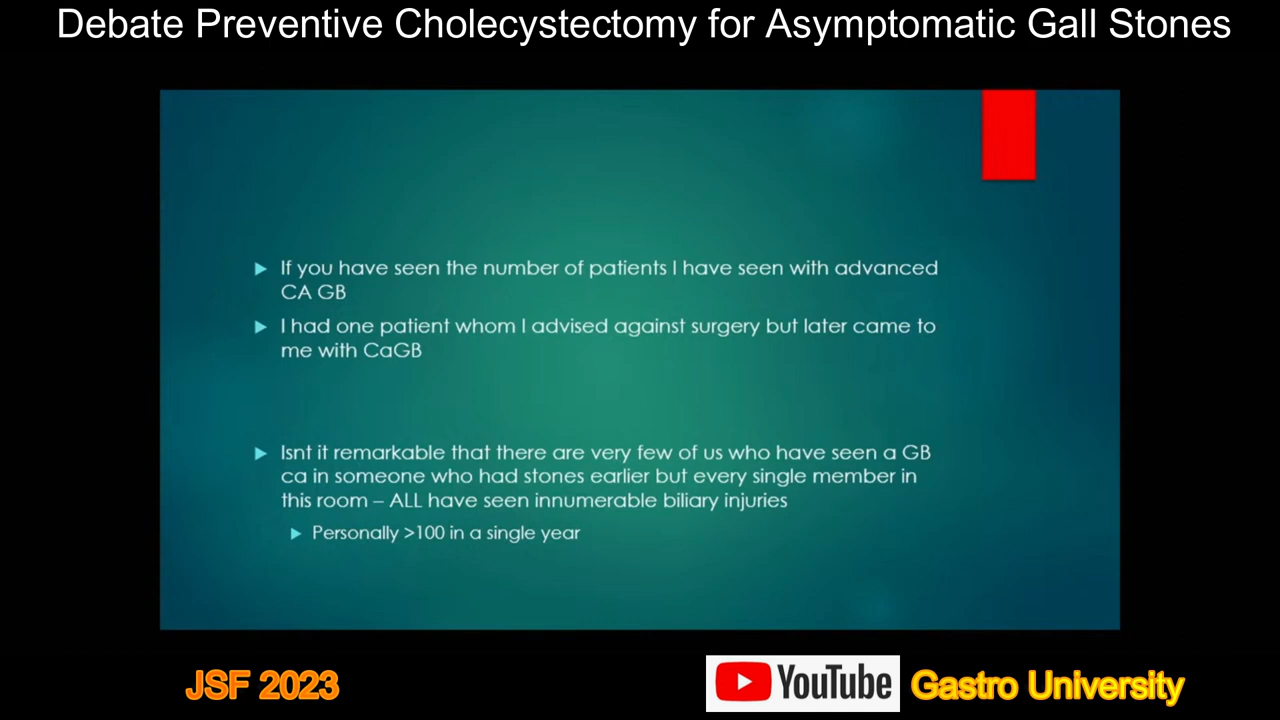 Debate Preventive Cholecystectomy for Asymptomatic Gall Stones
If you have seen the number of patients I have seen with advanced
CA GB
I had one patient whom I advised against surgery but later came to
me with CaGB
Isnt it remarkable that there are very few of us who have seen a GB
ca in someone who had stones earlier but every single member in
this room – ALL have seen innumerable biliary injuries
Personally >100 in a single year
JSF 2023
YouTube
Gastro University